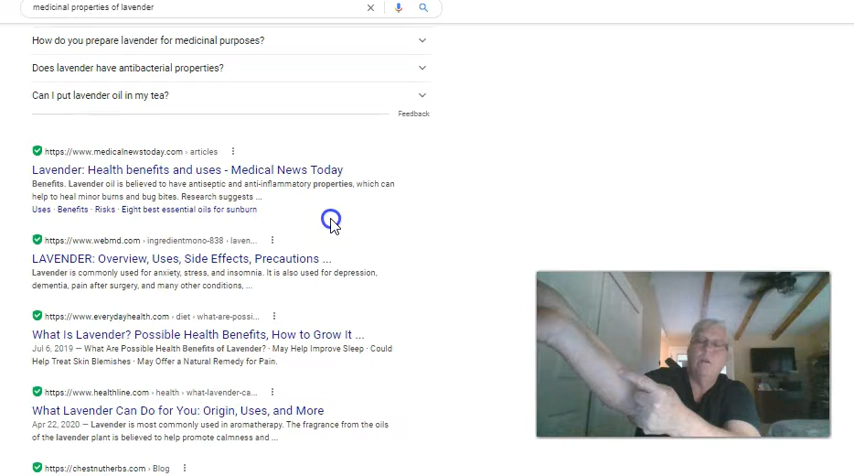 medicinal properties of lavender
How do you prepare lavender for medicinal purposes?
Does lavender have antibacterial properties?
Can I put lavender oil in my tea?
Feedback
https://www.medicalnewstoday.com › articles
Lavender: Health benefits and uses - Medical News Today
Benefits. Lavender oil is believed to have antiseptic and anti-inflammatory properties, which can
help to heal minor burns and bug bites. Research suggests ...
Uses · Benefits · Risks · Eight best essential oils for sunburn
https://www.webmd.com › ingredientmono-838 › laven...
LAVENDER: Overview, Uses, Side Effects, Precautions ...
Lavender is commonly used for anxiety, stress, and insomnia. It is also used for depression,
dementia, pain after surgery, and many other conditions, ...
https://www.everydayhealth.com › diet › what-are-possi...
What Is Lavender? Possible Health Benefits, How to Grow It ...
Jul 6, 2019 — What Are Possible Health Benefits of Lavender? · May Help Improve Sleep · Could
Help Treat Skin Blemishes · May Offer a Natural Remedy for Pain.
https://www.healthline.com › health › what-lavender-ca...
What Lavender Can Do for You: Origin, Uses, and More
Apr 22, 2020 — Lavender is most commonly used in aromatherapy. The fragrance from the oils
of the lavender plant is believed to help promote calmness and ...
https://chestnutherbs.com › Blog